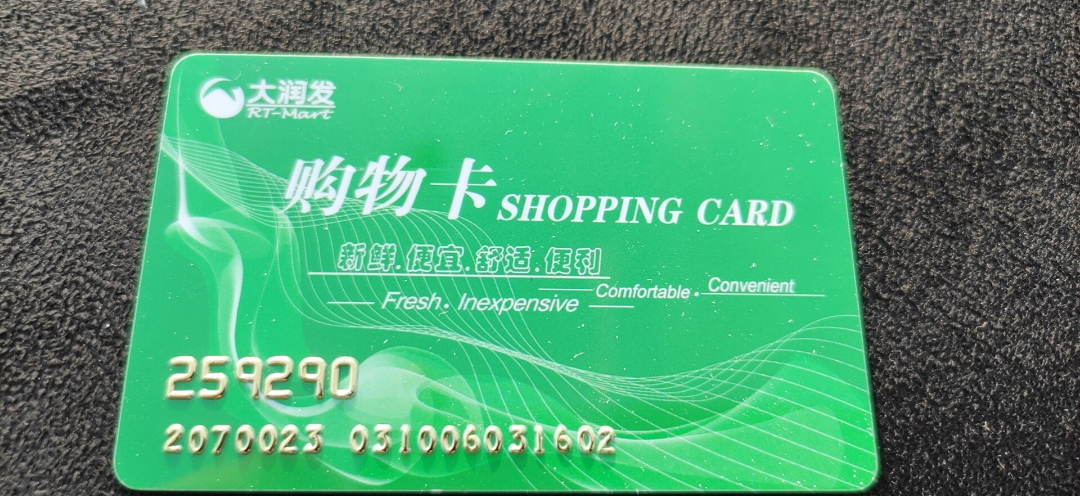 大润发
RT-Mart
购物卡 SHOPPING CARD
新鲜.便宜.舒适.便利
Fresh. Inexpensive Comfortable. Convenient
259290
2070023 031006031602